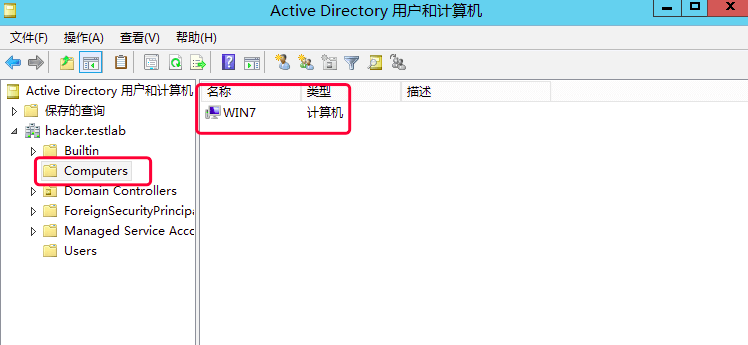 Active Directory 用户和计算机
文件(F) 操作(A) 查看(V) 帮助(H)
Active Directory 用户和计算机
保存的查询
hacker.testlab
Builtin
Computers
Domain Controllers
ForeignSecurityPrincipa
Managed Service Acco
Users
名称 类型 描述
WIN7 计算机